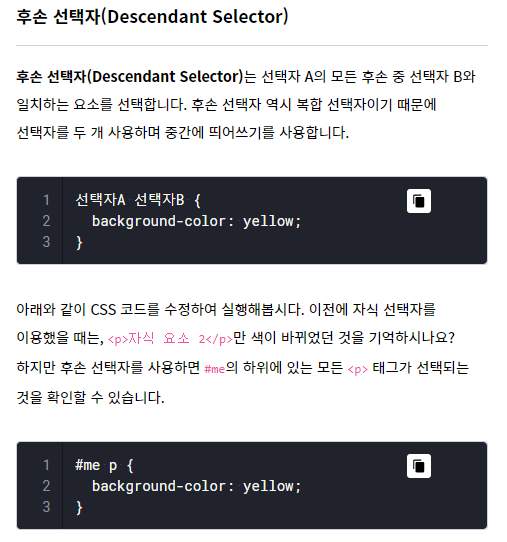 후손 선택자(Descendant Selector)
후손 선택자(Descendant Selector)는 선택자 A의 모든 후손 중 선택자 B와
일치하는 요소를 선택합니다. 후손 선택자 역시 복합 선택자이기 때문에
선택자를 두 개 사용하며 중간에 띄어쓰기를 사용합니다.
1 선택자A 선택자B {
2 background-color: yellow;
3 }
아래와 같이 CSS 코드를 수정하여 실행해봅시다. 이전에 자식 선택자를
이용했을 때는, <p>자식 요소 2</p>만 색이 바뀌었던 것을 기억하시나요?
하지만 후손 선택자를 사용하면 #me의 하위에 있는 모든 <p> 태그가 선택되는
것을 확인할 수 있습니다.
1 #me p {
2 background-color: yellow;
3 }